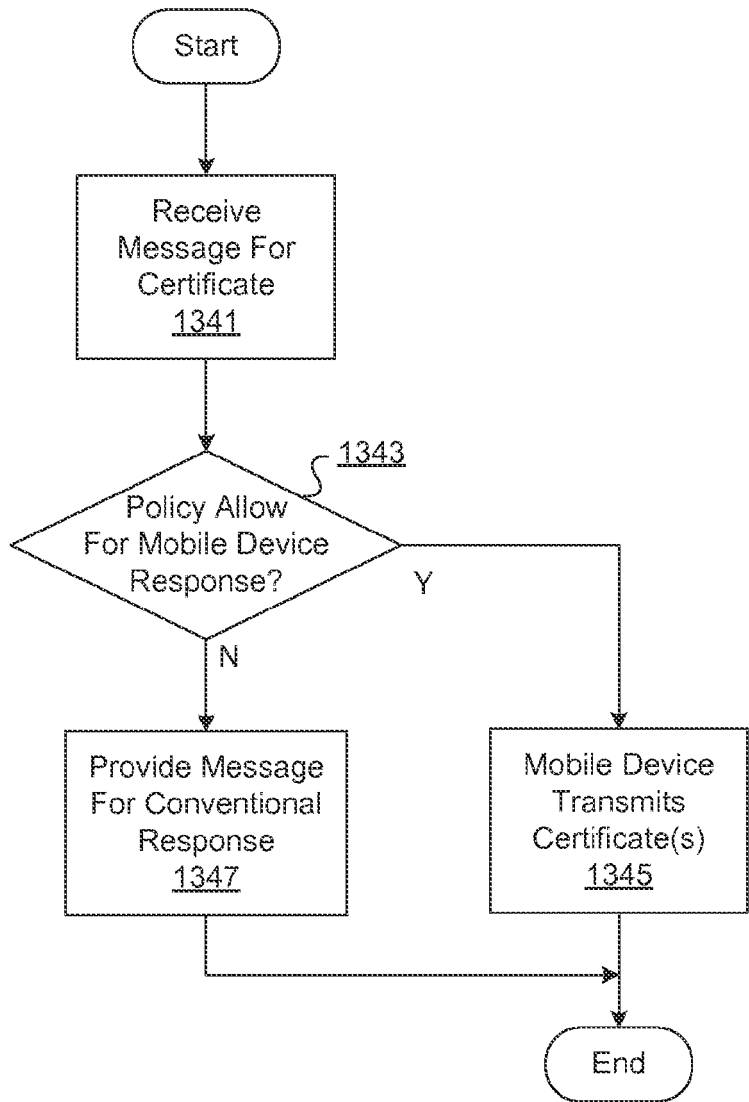 Start
Receive
Message For
Certificate
1341
1343
Policy Allow
For Mobile Device
Response?
Y
N
Provide Message
For Conventional
Response
1347
Mobile Device
Transmits
Certificate(s)
1345
End